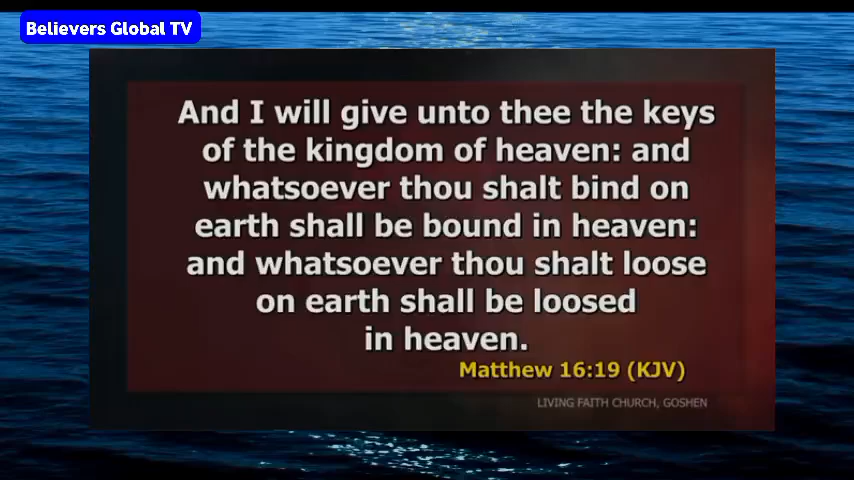 Believers Global TV
And I will give unto thee the keys
of the kingdom of heaven: and
whatsoever thou shalt bind on
earth shall be bound in heaven:
and whatsoever thou shalt loose
on earth shall be loosed
in heaven.
Matthew 16:19 (KJV)
LIVING FAITH CHURCH, GOSHEN